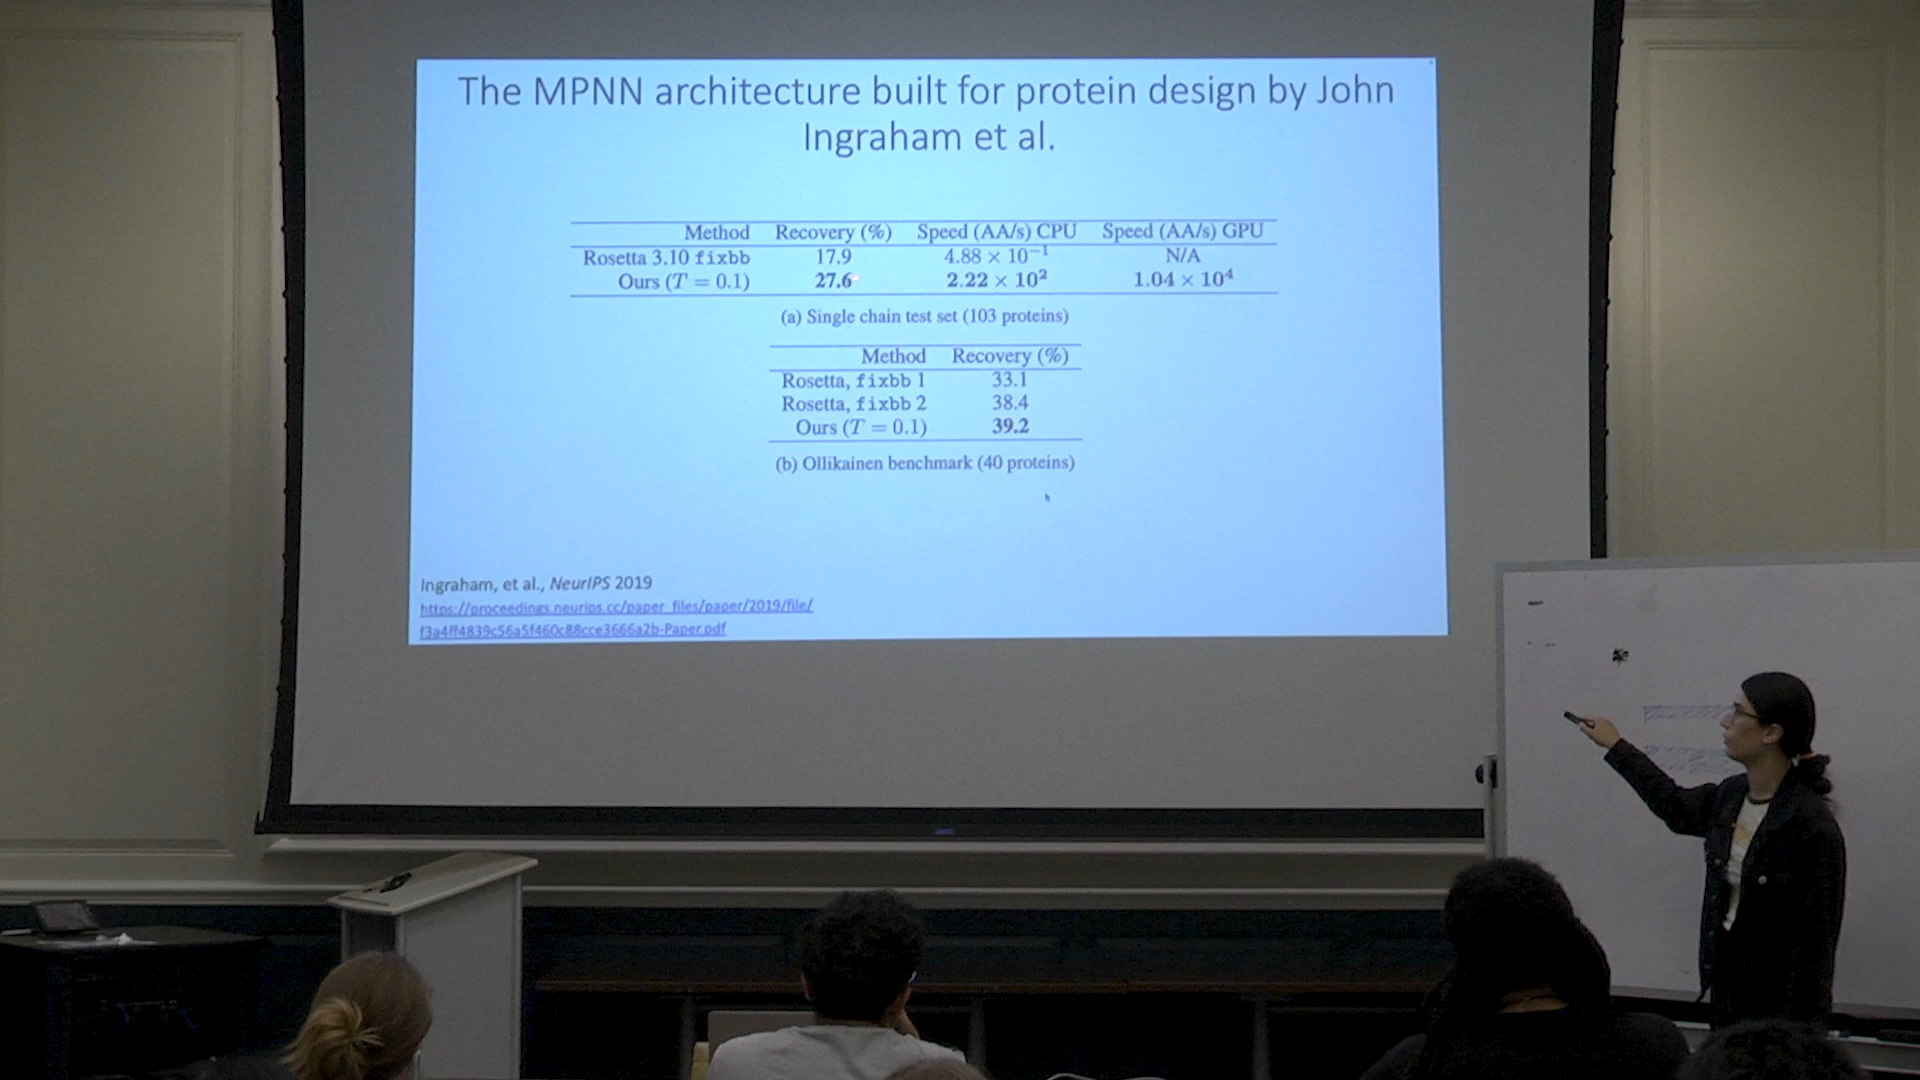 The MPNN architecture built for protein design by John
Ingraham et al.
Method Recovery (%) Speed (AA/s) CPU Speed (AA/s) GPU
Rosetta 3.10 fixbb 17.9 4.88 × 10⁻¹ N/A
Ours (T = 0.1) 27.6 2.22 × 10² 1.04 × 10⁴
(a) Single chain test set (103 proteins)
Method Recovery (%)
Rosetta, fixbb 1 33.1
Rosetta, fixbb 2 38.4
Ours (T = 0.1) 39.2
(b) Ollikainen benchmark (40 proteins)
Ingraham, et al., NeurIPS 2019
https://proceedings.neurips.cc/paper_files/paper/2019/file/
f3a4ff4839c56a5f460c88cce3666a2b-Paper.pdf